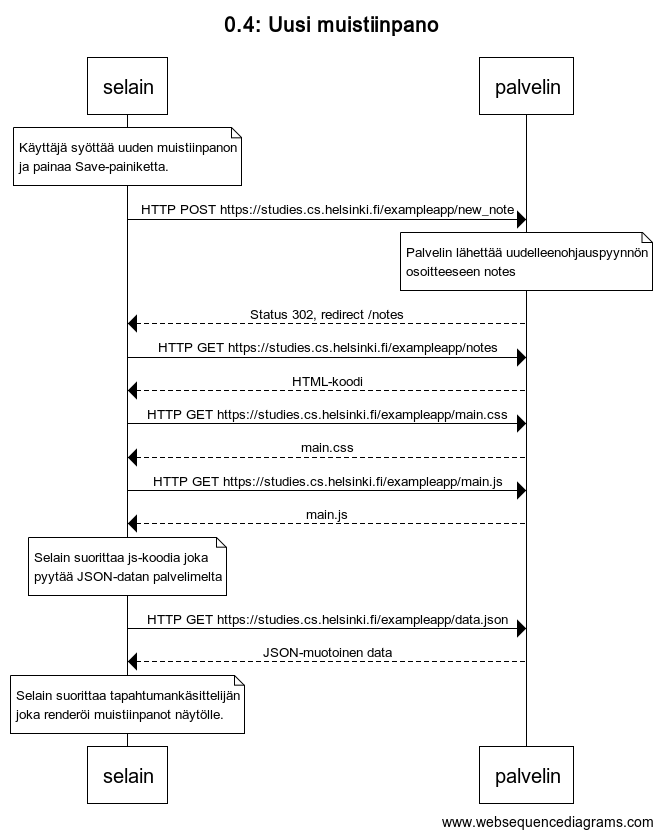 0.4: Uusi muistiinpano
selain
palvelin
Käyttäjä syöttää uuden muistiinpanon
ja painaa Save-painiketta.
HTTP POST https://studies.cs.helsinki.fi/exampleapp/new_note
Palvelin lähettää uudelleenohjauspyynnön
osoitteeseen notes
Status 302, redirect /notes
HTTP GET https://studies.cs.helsinki.fi/exampleapp/notes
HTML-koodi
HTTP GET https://studies.cs.helsinki.fi/exampleapp/main.css
main.css
HTTP GET https://studies.cs.helsinki.fi/exampleapp/main.js
main.js
Selain suorittaa js-koodia joka
pyytää JSON-datan palvelimelta
HTTP GET https://studies.cs.helsinki.fi/exampleapp/data.json
JSON-muotoinen data
Selain suorittaa tapahtumankäsittelijän
joka renderöi muistiinpanot näytölle.
selain
palvelin
www.websequencediagrams.com